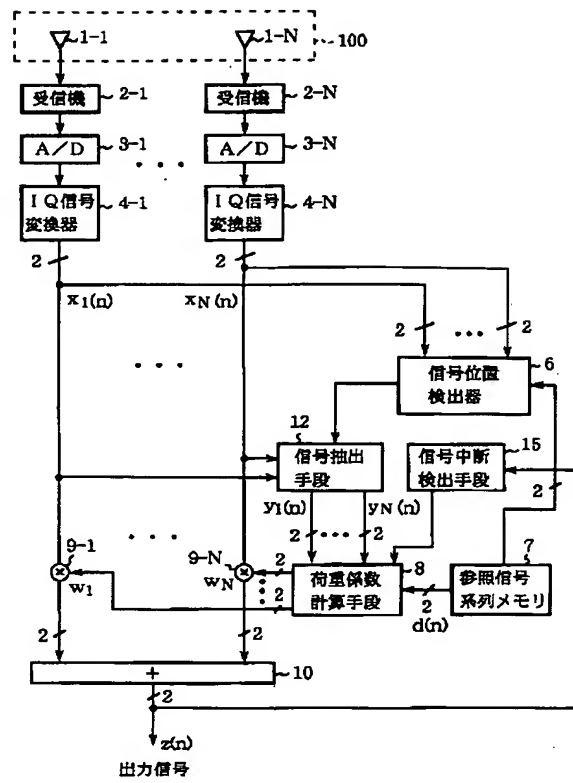 1-1
1-N
100
受信機
2-1
受信機
2-N
A/D
3-1
A/D
3-N
IQ信号
変換器
4-1
IQ信号
変換器
4-N
2
2
x1(n)
xN(n)
2
2
6
信号位置
検出器
12
信号抽出
手段
15
信号中断
検出手段
2
y1(n)
yN(n)
2
2
7
9-1
w1
9-N
wN
2
2
8
荷重係数
計算手段
2
d(n)
参照信号
系列メモリ
2
2
+
10
2
z(n)
出力信号